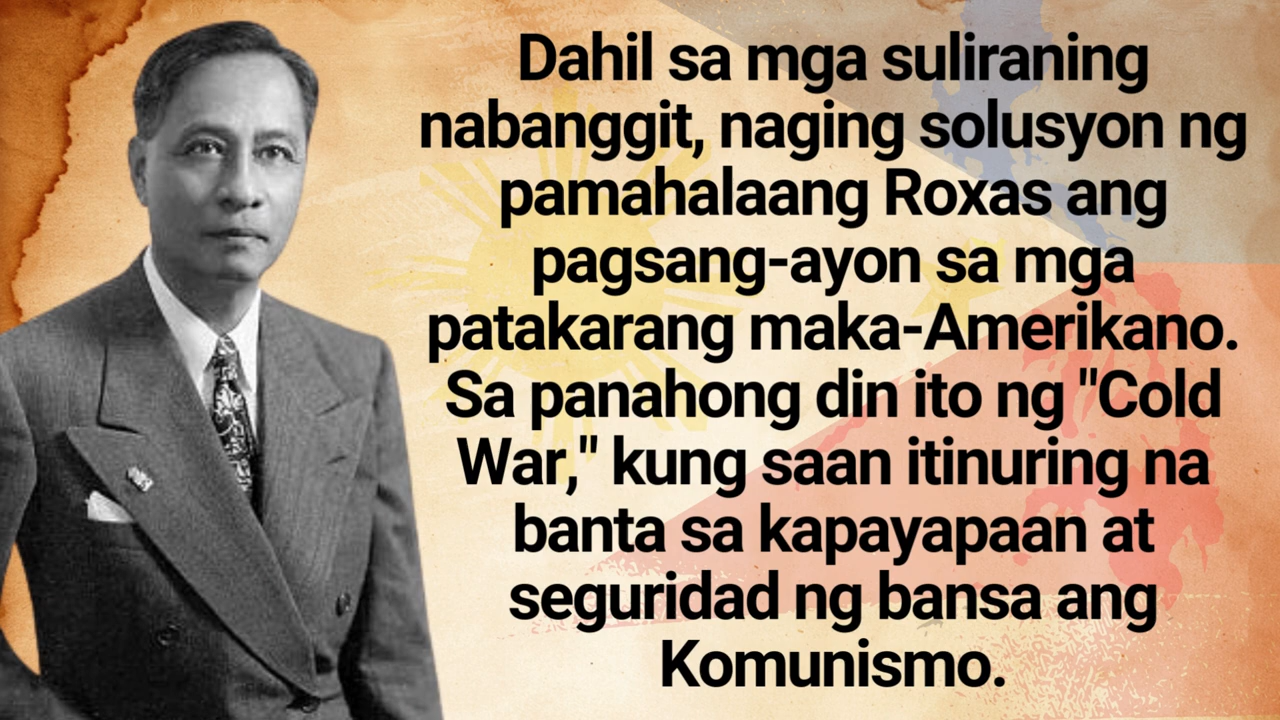 Dahil sa mga suliraning
nabanggit, naging solusyon ng
pamahalaang Roxas ang
pagsang-ayon sa mga
patakarang maka-Amerikano.
Sa panahong din ito ng "Cold
War," kung saan itinuring na
banta sa kapayapaan at
seguridad ng bansa ang
Komunismo.